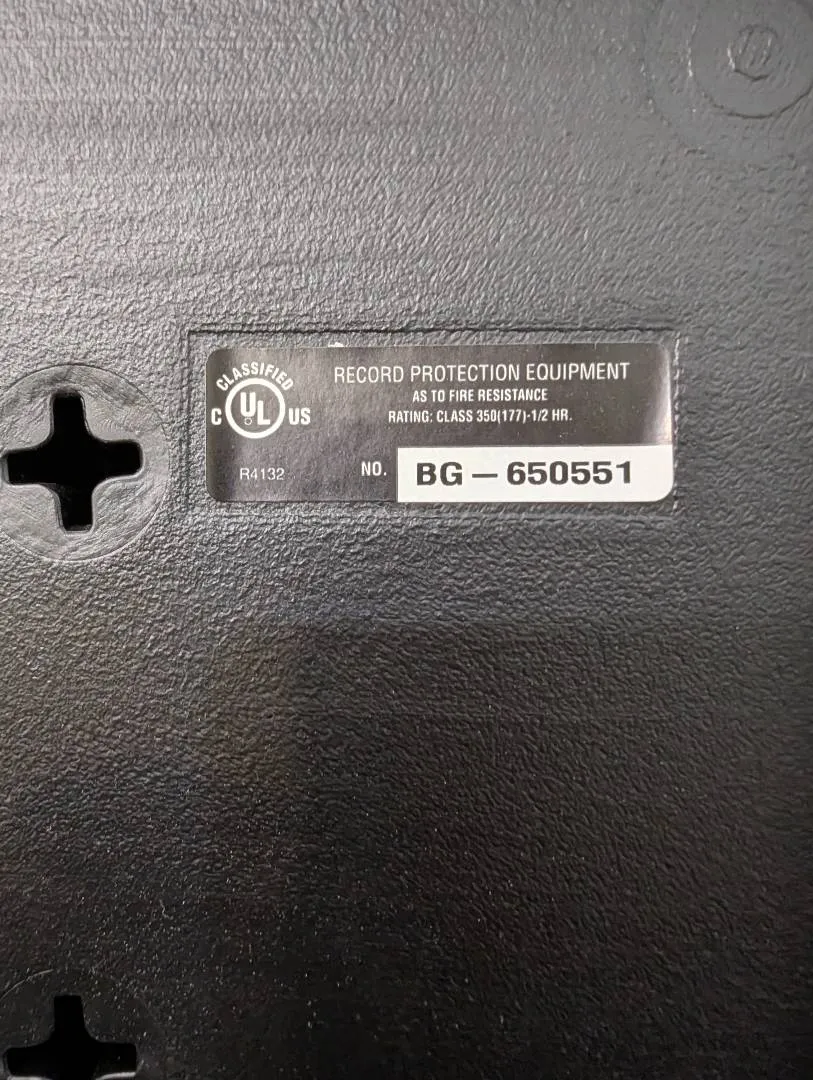 CLASSIFIED
C UL US
RECORD PROTECTION EQUIPMENT
AS TO FIRE RESISTANCE
RATING: CLASS 350(177)-1/2 HR.
R4132
NO. BG — 650551